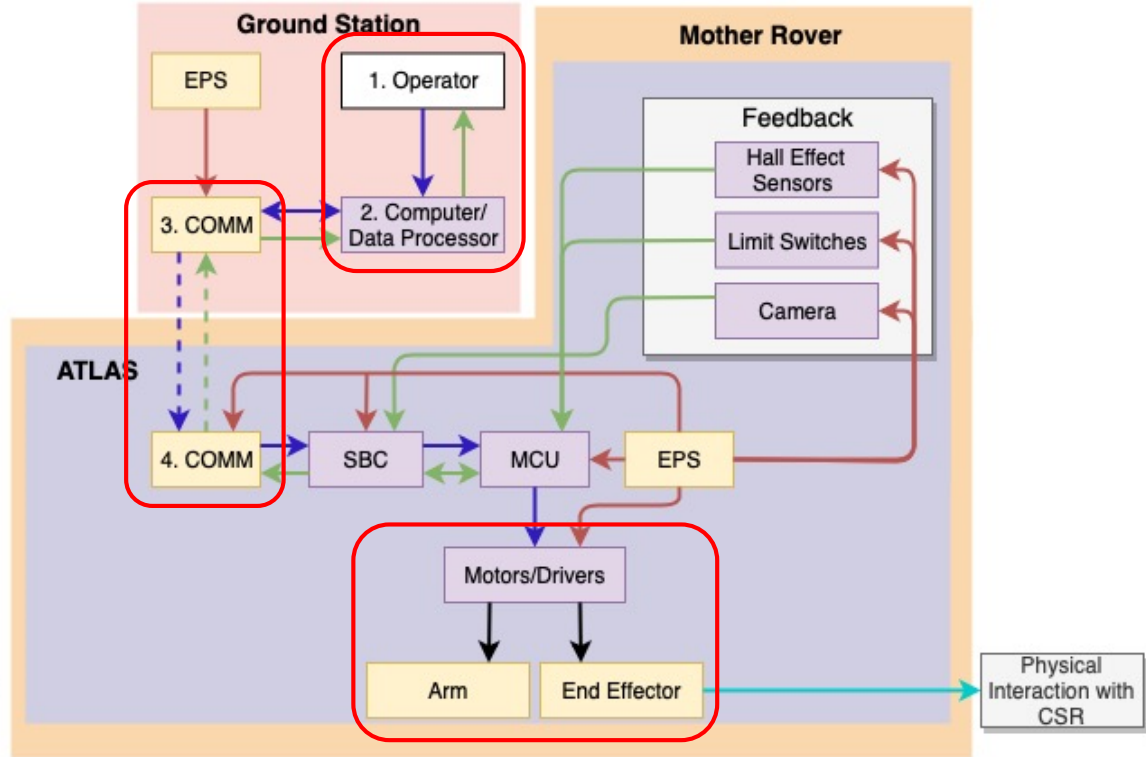 Ground Station
Mother Rover
EPS
1. Operator
Feedback
Hall Effect
Sensors
3. COMM
2. Computer/
Data Processor
Limit Switches
Camera
ATLAS
4. COMM
SBC
MCU
EPS
Motors/Drivers
Arm
End Effector
Physical
Interaction with
CSR